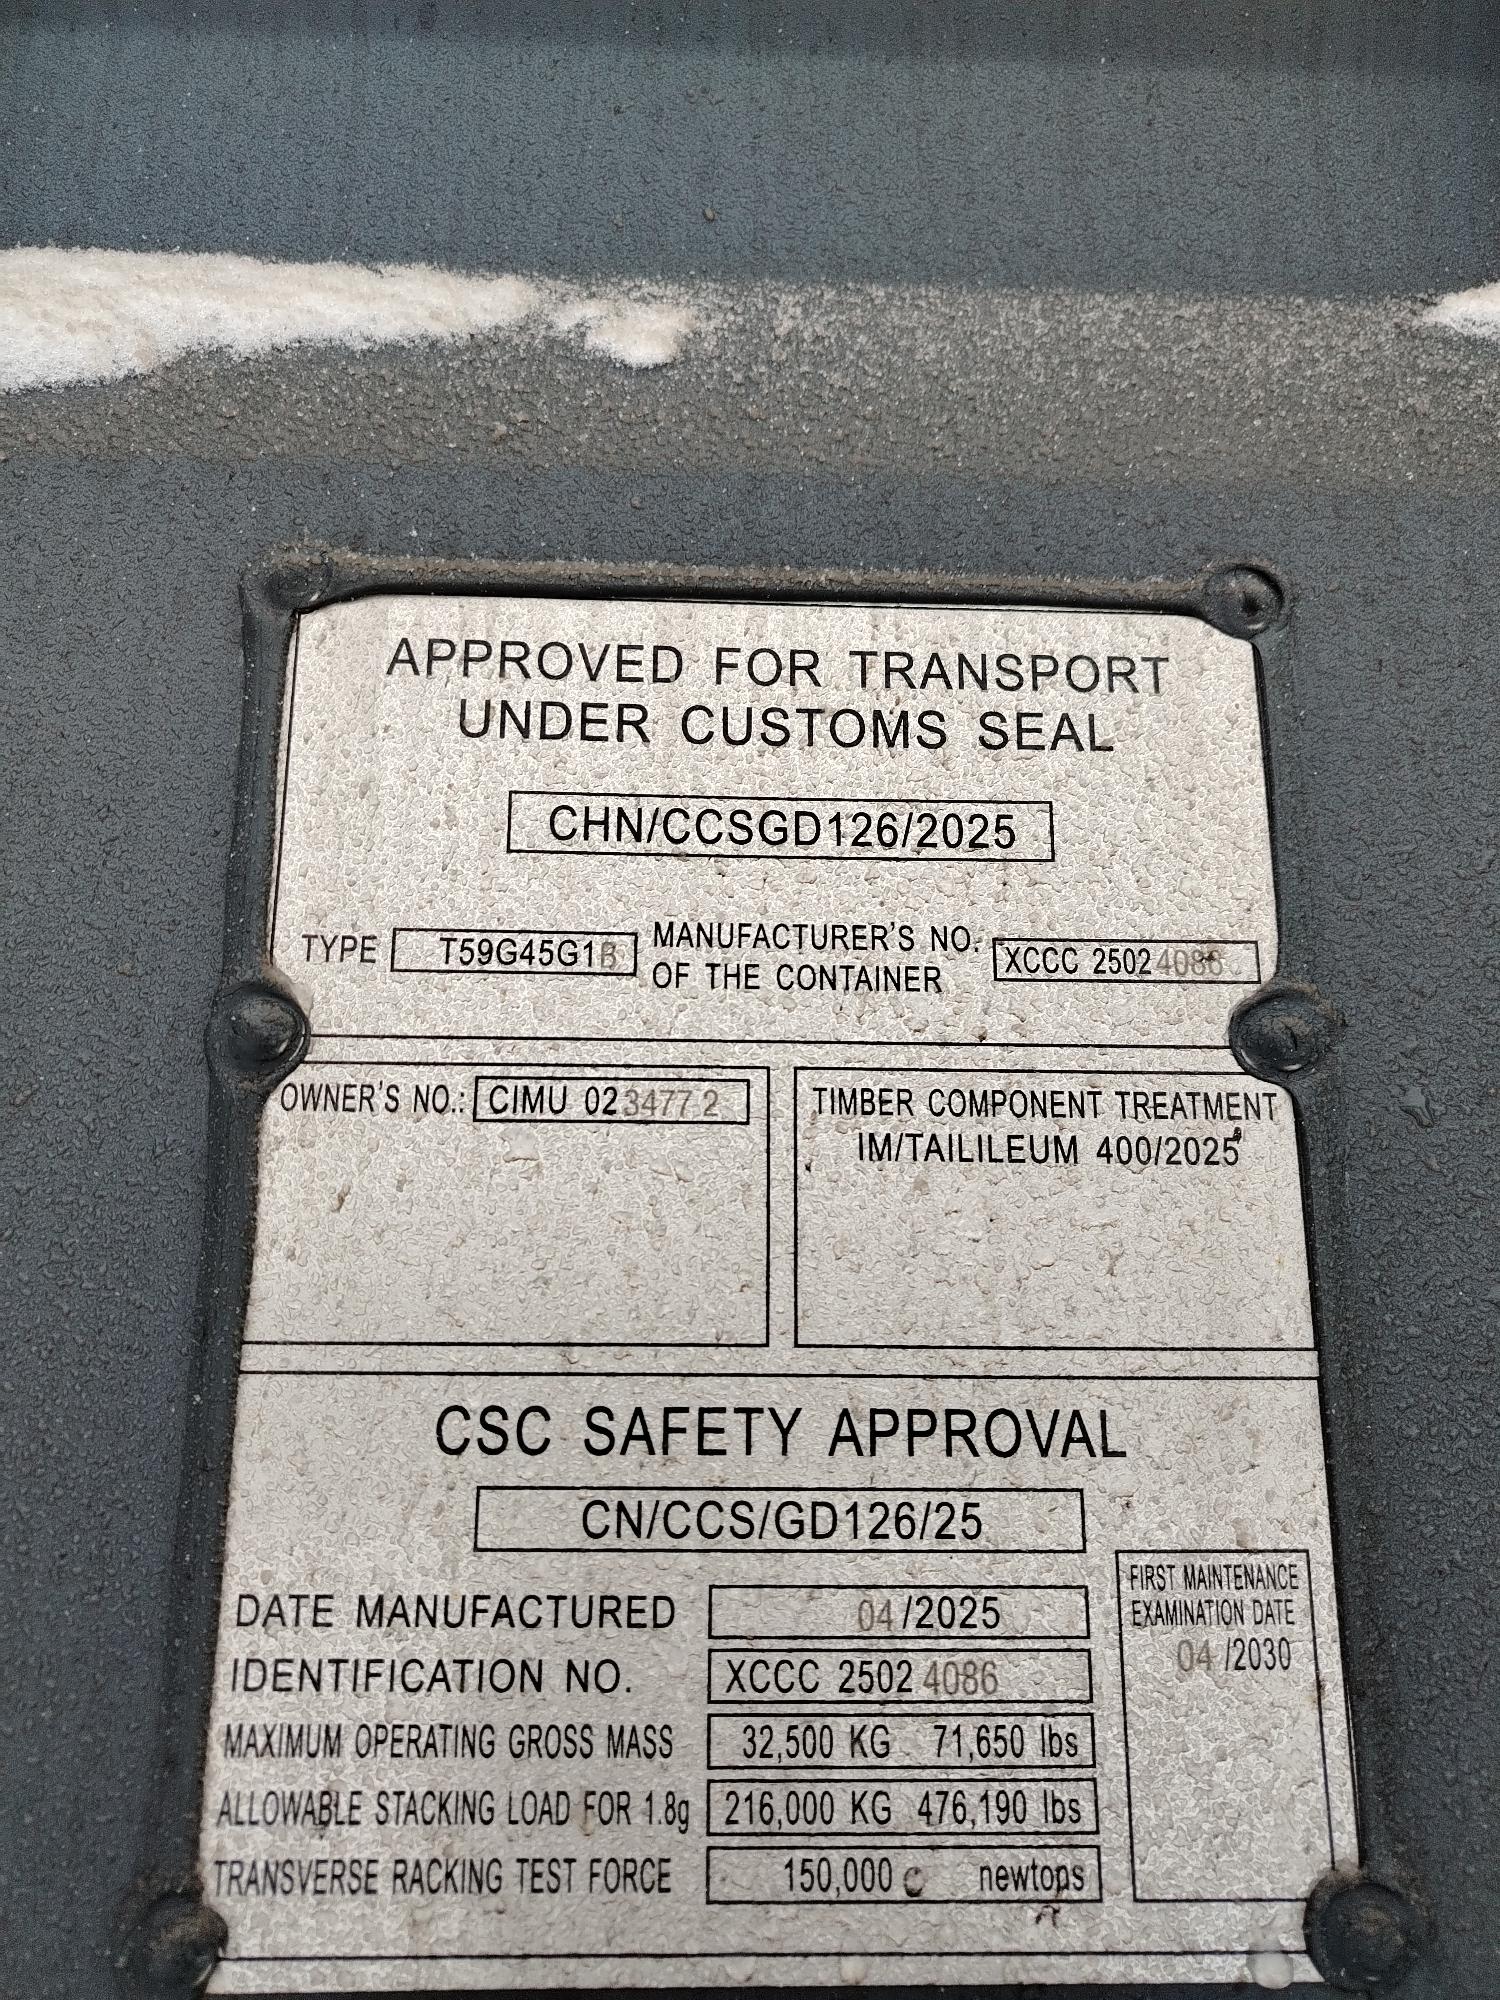 APPROVED FOR TRANSPORT
UNDER CUSTOMS SEAL
CHN/CCSGD126/2025
TYPE T59G45G1B MANUFACTURER'S NO. OF THE CONTAINER XCCC 2502 4086
OWNER'S NO.: CIMU 02 3477 2
TIMBER COMPONENT TREATMENT
IM/TAILILEUM 400/2025
CSC SAFETY APPROVAL
CN/CCS/GD126/25
DATE MANUFACTURED 04/2025
IDENTIFICATION NO. XCCC 2502 4086
MAXIMUM OPERATING GROSS MASS 32,500 KG 71,650 lbs
ALLOWABLE STACKING LOAD FOR 1.8g 216,000 KG 476,190 lbs
TRANSVERSE RACKING TEST FORCE 150,000 newtons
FIRST MAINTENANCE
EXAMINATION DATE
04/2030